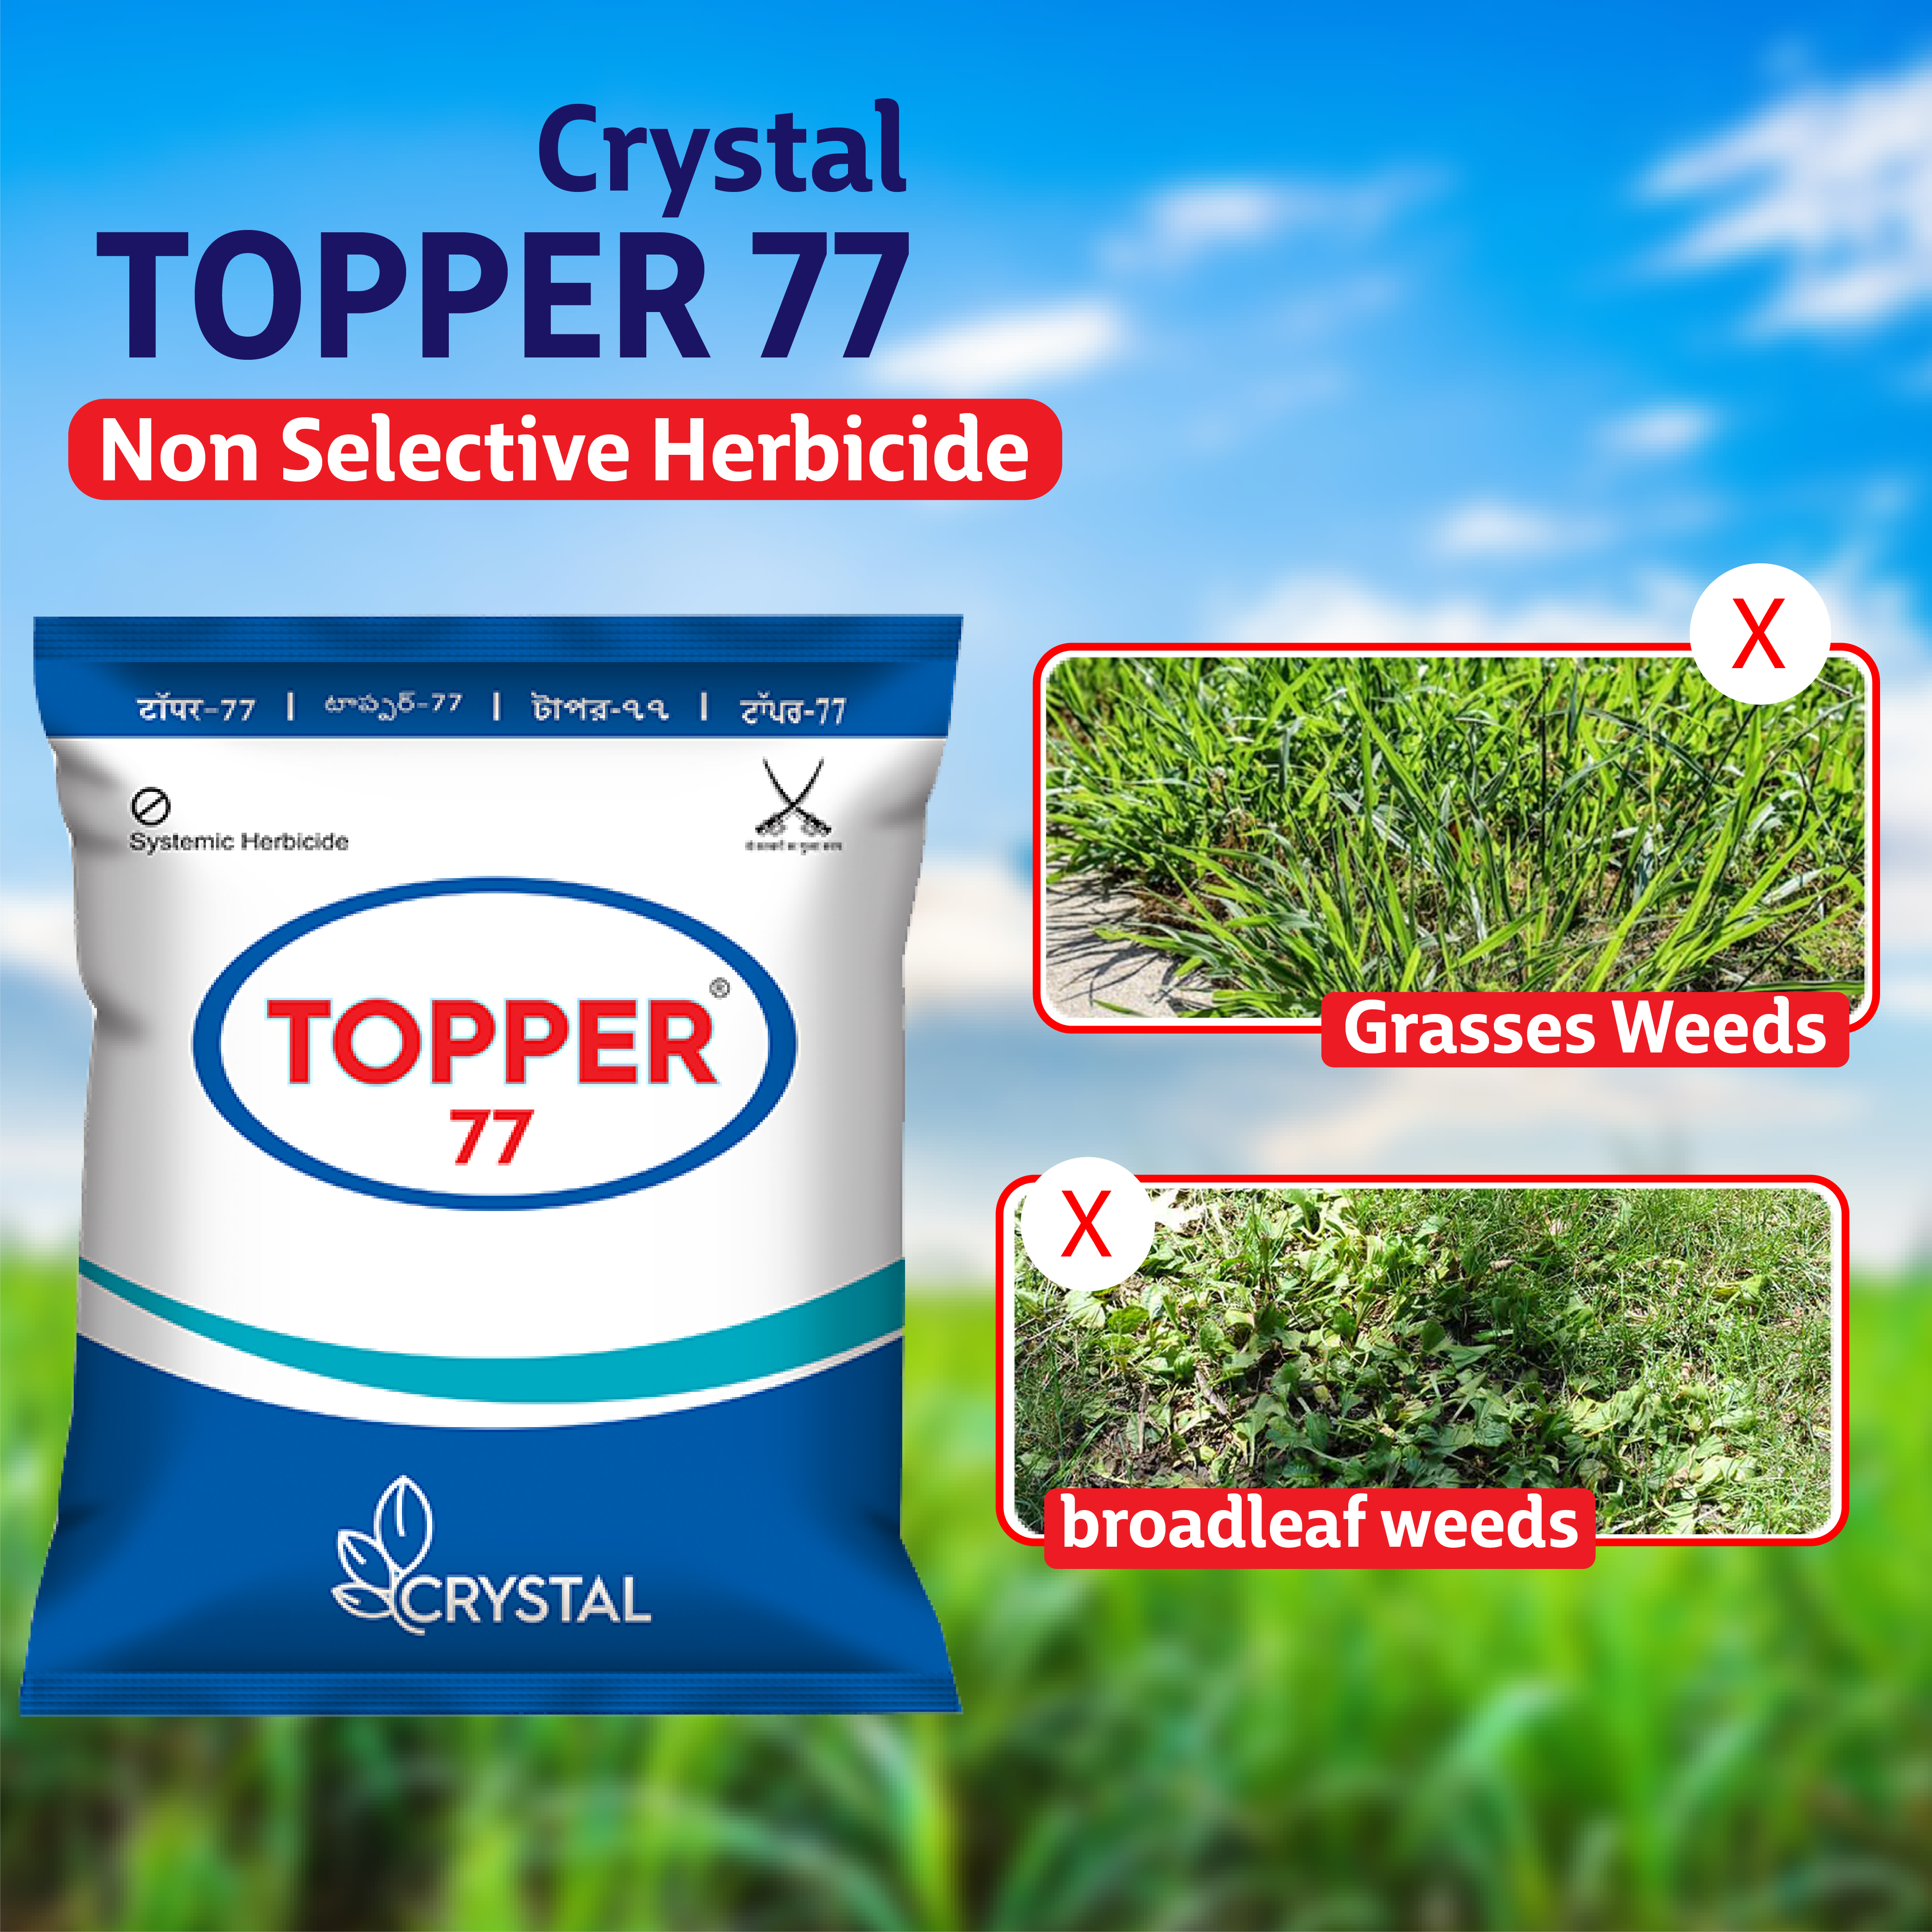 Crystal
TOPPER 77
Non Selective Herbicide
टॉपर-77 | టాప్పర్-77 | টাপর-৭৭ | ટૉપર-77
Systemic Herbicide
TOPPER®
77
CRYSTAL
X
Grasses Weeds
X
broadleaf weeds